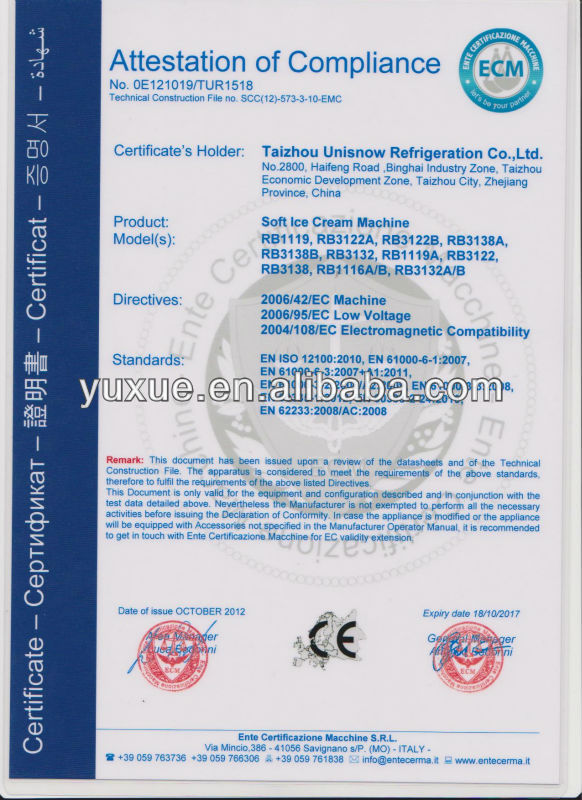 Certificate – Сертификат – 證明書 – Certificat – 증명서 – شهادة
Attestation of Compliance
No. 0E121019/TUR1518
Technical Construction File no. SCC(12)-573-3-10-EMC
ENTE CERTIFICAZIONE MACCHINE
ECM
let's be your partner
Certificate's Holder: Taizhou Unisnow Refrigeration Co.,Ltd.
No.2800, Haifeng Road ,Binghai Industry Zone, Taizhou
Economic Development Zone, Taizhou City, Zhejiang
Province, China
Product: Soft Ice Cream Machine
Model(s): RB1119, RB3122A, RB3122B, RB3138A,
RB3138B, RB3132, RB1119A, RB3122,
RB3138, RB1116A/B, RB3132A/B
Directives: 2006/42/EC Machine
2006/95/EC Low Voltage
2004/108/EC Electromagnetic Compatibility
Standards: EN ISO 12100:2010, EN 61000-6-1:2007,
EN 61000-6-3:2007+A1:2011,
yuxue.en.alibaba.com
EN 62233:2008/AC:2008
Remark: This document has been issued upon a review of the datasheets and of the Technical
Construction File. The apparatus is considered to meet the requirements of the above standards,
therefore to fulfil the requirements of the above listed Directives.
This Document is only valid for the equipment and configuration described and in conjunction with the
test data detailed above. Nevertheless the Manufacturer is not exempted to perform all the necessary
activities before issuing the Declaration of Conformity. In case the appliance is modified or the appliance
will be equipped with Accessories not specified in the Manufacturer Operator Manual, it is recommended
to get in touch with Ente Certificazione Macchine for EC validity extension.
Date of issue OCTOBER 2012
Expiry date 18/10/2017
Area Manager
Luca Bedonni
General Manager
Bedonni
ECM
CE
ECM
Ente Certificazione Macchine S.R.L.
Via Mincio,386 - 41056 Savignano s/P. (MO) - ITALY -
☎ +39 059 763736 +39 059 766306 +39 059 761838 ✉ info@entecerma.it www.entecerma.it